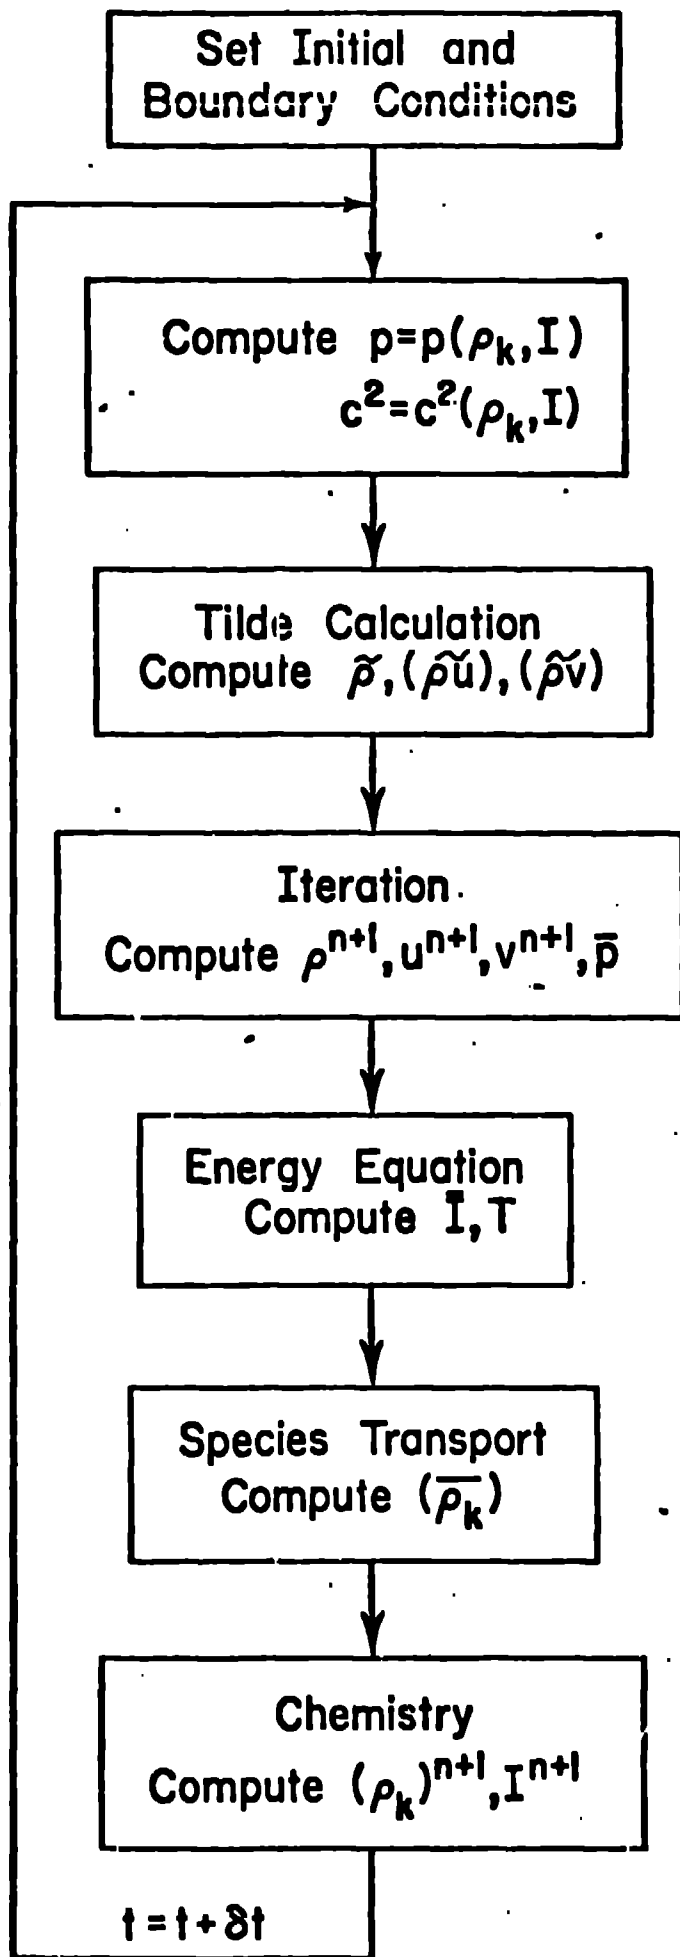 Set Initial and
Boundary Conditions
Compute p=p(ρₖ,I)
c²=c²(ρₖ,I)
Tilde Calculation
Compute ρ̃,(ρ̃u),(ρ̃v)
Iteration
Compute ρⁿ⁺¹,uⁿ⁺¹,vⁿ⁺¹,p̄
Energy Equation
Compute Ī,T
Species Transport
Compute (ρₖ̅)
Chemistry
Compute (ρₖ)ⁿ⁺¹,Iⁿ⁺¹
t=t+δt